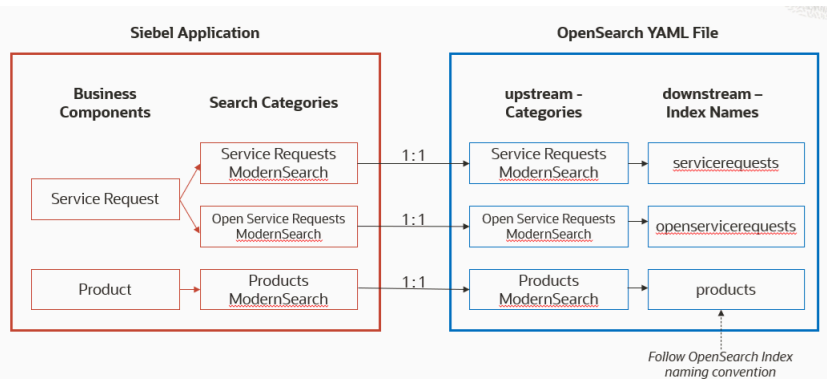 Siebel Application
OpenSearch YAML File
Business
Components
Search Categories
upstream -
Categories
downstream –
Index Names
Service Request
Service Requests
ModernSearch
1:1
Service Requests
ModernSearch
servicerequests
Open Service Requests
ModernSearch
1:1
Open Service Requests
ModernSearch
openservicerequests
Product
Products
ModernSearch
1:1
Products
ModernSearch
products
Follow OpenSearch Index
naming convention